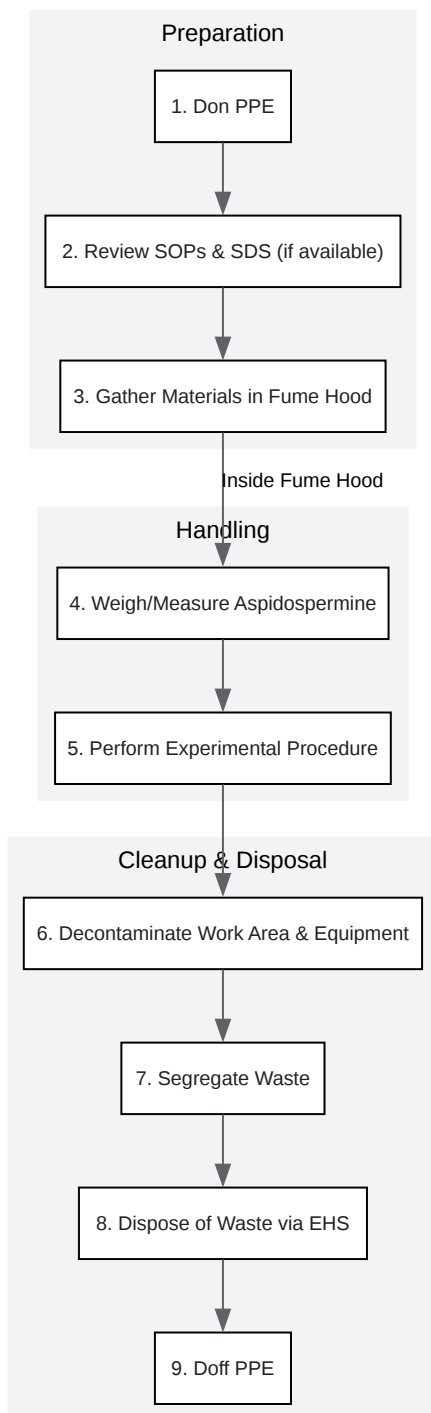 Preparation
1. Don PPE
2. Review SOPs & SDS (if available)
3. Gather Materials in Fume Hood
Inside Fume Hood
Handling
4. Weigh/Measure Aspidospermine
5. Perform Experimental Procedure
Cleanup & Disposal
6. Decontaminate Work Area & Equipment
7. Segregate Waste
8. Dispose of Waste via EHS
9. Doff PPE